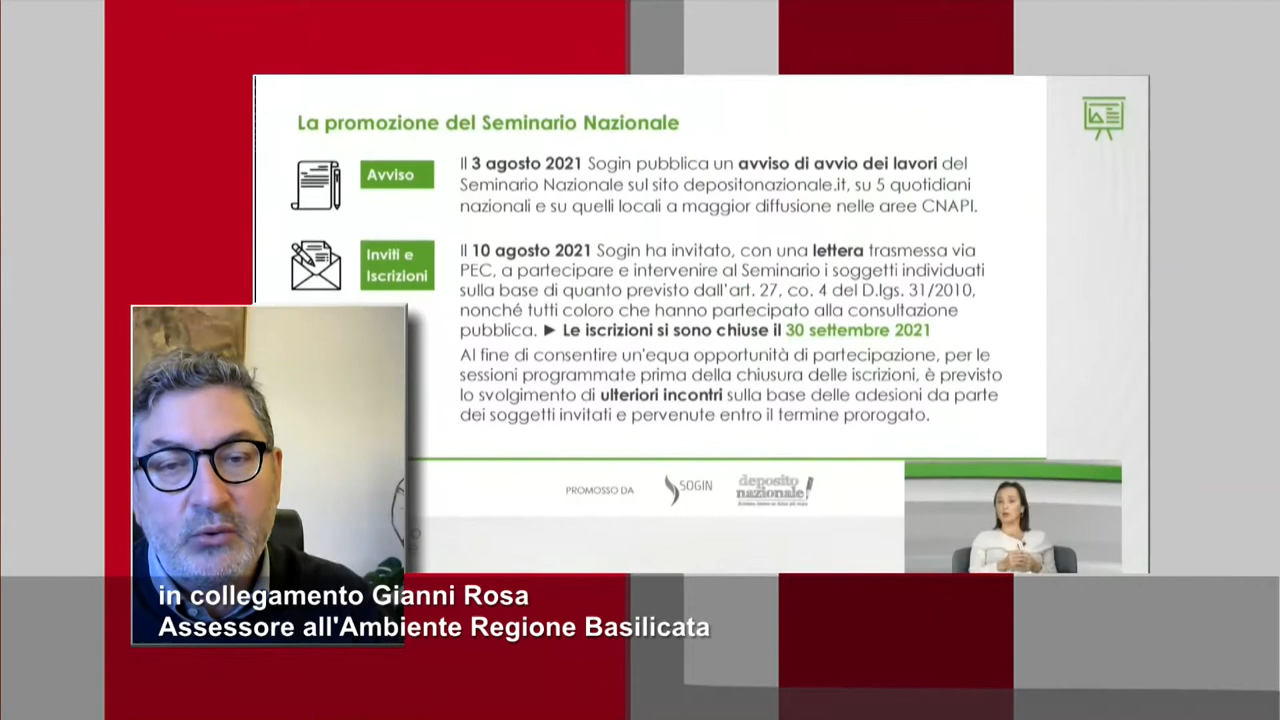 La promozione del Seminario Nazionale
Avviso
Il 3 agosto 2021 Sogin pubblica un avviso di avvio dei lavori del
Seminario Nazionale sul sito depositonazionale.it, su 5 quotidiani
nazionali e su quelli locali a maggior diffusione nelle aree CNAPI.
Inviti e
Iscrizioni
Il 10 agosto 2021 Sogin ha invitato, con una lettera trasmessa via
PEC, a partecipare e intervenire al Seminario i soggetti individuati
sulla base di quanto previsto dall'art. 27, co. 4 del D.lgs. 31/2010,
nonché tutti coloro che hanno partecipato alla consultazione
pubblica. ► Le iscrizioni si sono chiuse il 30 settembre 2021
Al fine di consentire un'equa opportunità di partecipazione, per le
sessioni programmate prima della chiusura delle iscrizioni, è previsto
lo svolgimento di ulteriori incontri sulla base delle adesioni da parte
dei soggetti invitati e pervenute entro il termine prorogato.
PROMOSSO DA
SOGIN
deposito
nazionale!
in collegamento Gianni Rosa
Assessore all'Ambiente Regione Basilicata